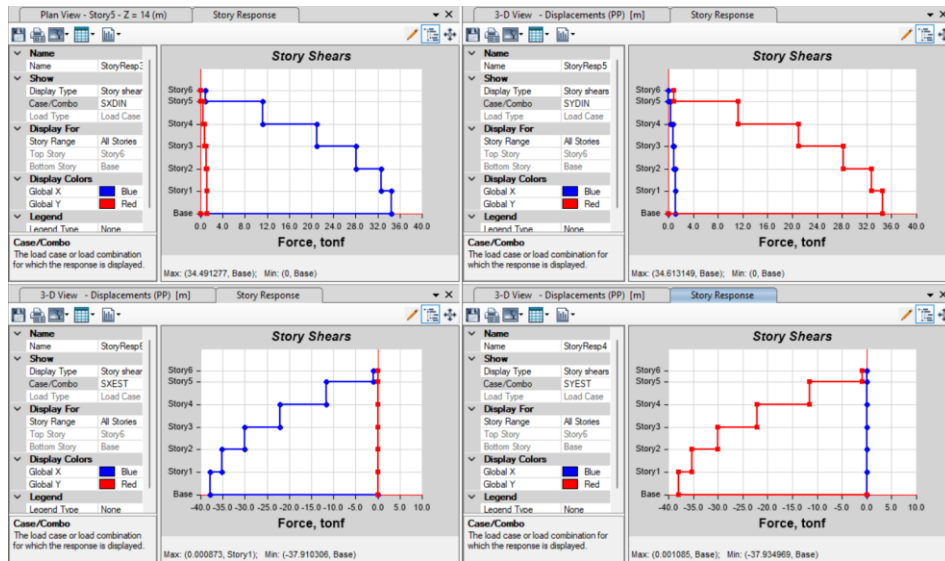 Plan View - Story5 - Z = 14 (m)
Story Response
Name
Name StoryResp3
Show
Display Type Story shears
Case/Combo SXDIN
Load Type Load Case
Display For
Story Range All Stories
Top Story Story6
Bottom Story Base
Display Colors
Global X Blue
Global Y Red
Legend
Legend Type None
Case/Combo
The load case or load combination
for which the response is displayed.
Story Shears
Story6
Story5
Story4
Story3
Story2
Story1
Base
0.0 4.0 8.0 12.0 16.0 20.0 24.0 28.0 32.0 36.0 40.0
Force, tonf
Max: (34.491277, Base); Min: (0, Base)
3-D View - Displacements (PP) [m]
Story Response
Name
Name StoryResp5
Show
Display Type Story shears
Case/Combo SYDIN
Load Type Load Case
Display For
Story Range All Stories
Top Story Story6
Bottom Story Base
Display Colors
Global X Blue
Global Y Red
Legend
Legend Type None
Case/Combo
The load case or load combination
for which the response is displayed.
Story Shears
Story6
Story5
Story4
Story3
Story2
Story1
Base
0.0 4.0 8.0 12.0 16.0 20.0 24.0 28.0 32.0 36.0 40.0
Force, tonf
Max: (34.613149, Base); Min: (0, Base)
3-D View - Displacements (PP) [m]
Story Response
Name
Name StoryResp6
Show
Display Type Story shears
Case/Combo SXEST
Load Type Load Case
Display For
Story Range All Stories
Top Story Story6
Bottom Story Base
Display Colors
Global X Blue
Global Y Red
Legend
Legend Type None
Case/Combo
The load case or load combination
for which the response is displayed.
Story Shears
Story6
Story5
Story4
Story3
Story2
Story1
Base
-40.0 -35.0 -30.0 -25.0 -20.0 -15.0 -10.0 -5.0 0.0 5.0 10.0
Force, tonf
Max: (0.000873, Story1); Min: (-37.910306, Base)
3-D View - Displacements (PP) [m]
Story Response
Name
Name StoryResp4
Show
Display Type Story shears
Case/Combo SYEST
Load Type Load Case
Display For
Story Range All Stories
Top Story Story6
Bottom Story Base
Display Colors
Global X Blue
Global Y Red
Legend
Legend Type None
Case/Combo
The load case or load combination
for which the response is displayed.
Story Shears
Story6
Story5
Story4
Story3
Story2
Story1
Base
-40.0 -35.0 -30.0 -25.0 -20.0 -15.0 -10.0 -5.0 0.0 5.0 10.0
Force, tonf
Max: (0.001085, Base); Min: (-37.934969, Base)